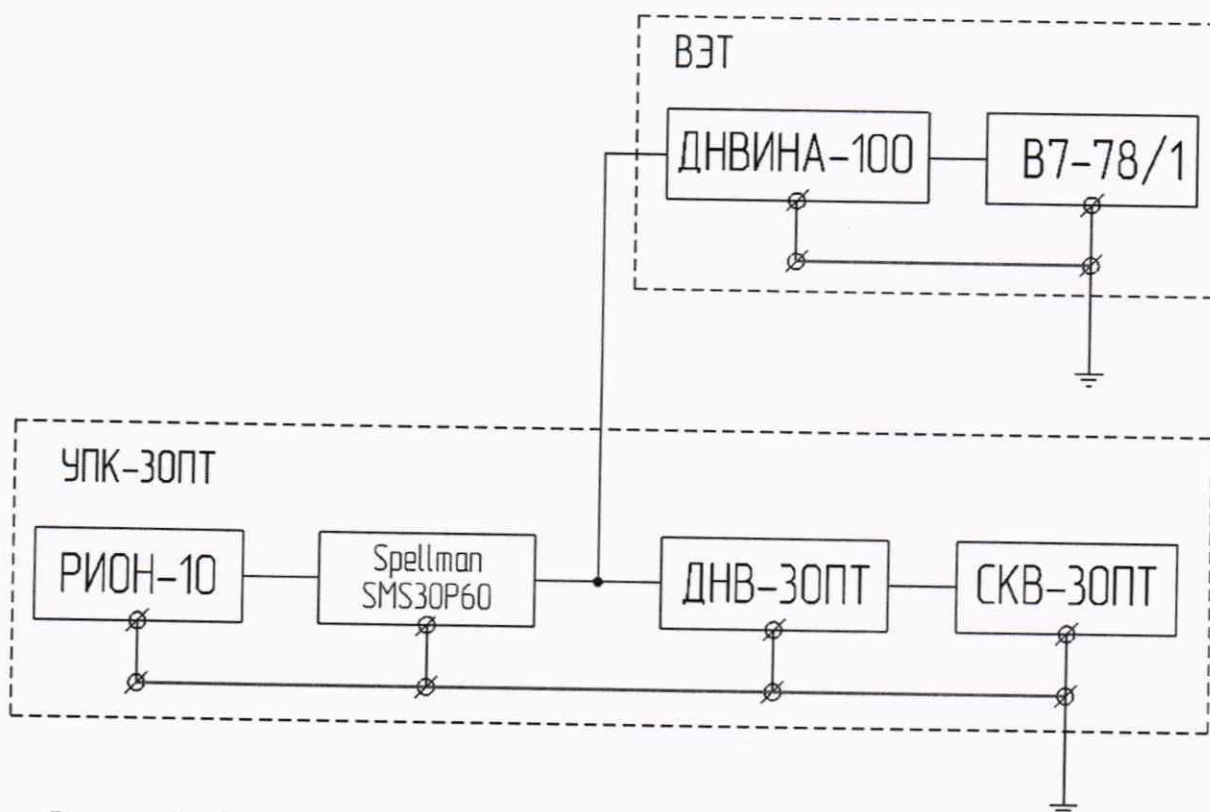 ВЭТ
ДНВИНА-100
В7-78/1
УПК-30ПТ
РИОН-10
Spellman
SMS30P60
ДНВ-30ПТ
СКВ-30ПТ